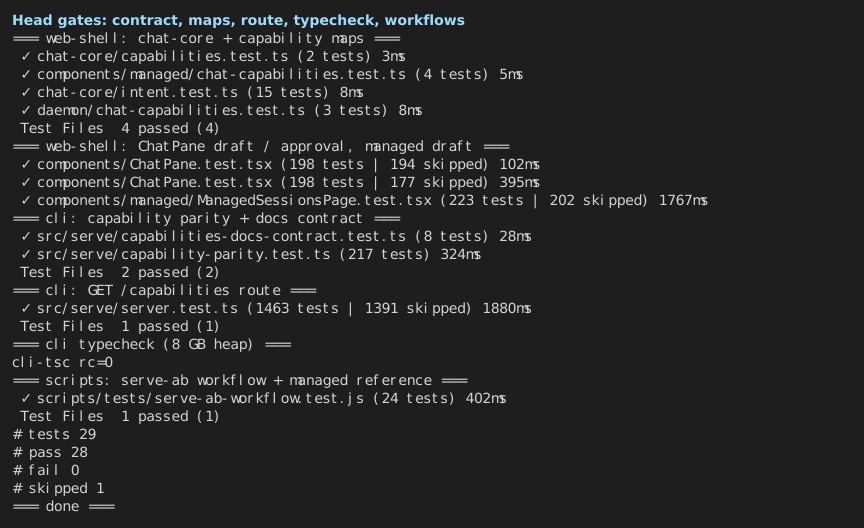 Head gates: contract, maps, route, typecheck, workflows
═══ web-shell: chat-core + capability maps ═══
✓ chat-core/capabilities.test.ts (2 tests) 3ms
✓ components/managed/chat-capabilities.test.ts (4 tests) 5ms
✓ chat-core/intent.test.ts (15 tests) 8ms
✓ daemon/chat-capabilities.test.ts (3 tests) 8ms
Test Files 4 passed (4)
═══ web-shell: ChatPane draft / approval, managed draft ═══
✓ components/ChatPane.test.tsx (198 tests | 194 skipped) 102ms
✓ components/ChatPane.test.tsx (198 tests | 177 skipped) 395ms
✓ components/managed/ManagedSessionsPage.test.tsx (223 tests | 202 skipped) 1767ms
═══ cli: capability parity + docs contract ═══
✓ src/serve/capabilities-docs-contract.test.ts (8 tests) 28ms
✓ src/serve/capability-parity.test.ts (217 tests) 324ms
Test Files 2 passed (2)
═══ cli: GET /capabilities route ═══
✓ src/serve/server.test.ts (1463 tests | 1391 skipped) 1880ms
Test Files 1 passed (1)
═══ cli typecheck (8 GB heap) ═══
cli-tsc rc=0
═══ scripts: serve-ab workflow + managed reference ═══
✓ scripts/tests/serve-ab-workflow.test.js (24 tests) 402ms
Test Files 1 passed (1)
# tests 29
# pass 28
# fail 0
# skipped 1
═══ done ═══